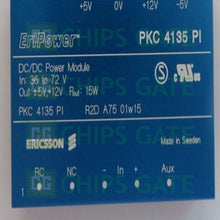 +5V 0V +12V -5V
EriPower™ PKC 4135 PI
DC/DC Power Module
In 36 to 72 V
Out +5V,+12V Pout: 15W
PKC 4135 PI R2D A75 01w15
ERICSSON Made in Sweden
RC NC - In + Aux
CHIPS GATE
1